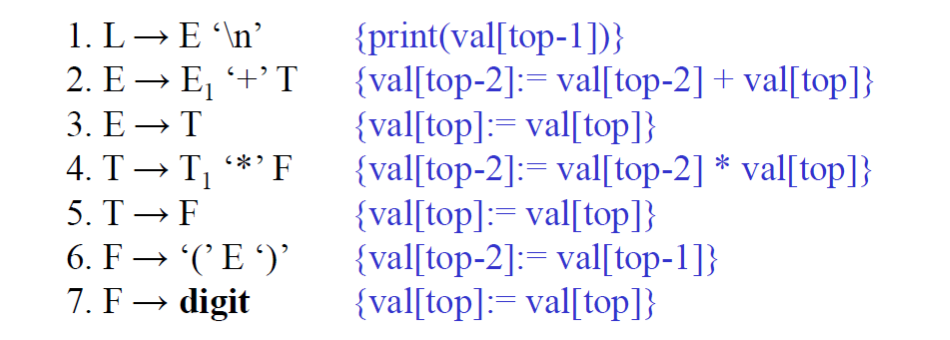 1. L → E ‘\n’ {print(val[top-1])}
2. E → E₁ ‘+’ T {val[top-2]:= val[top-2] + val[top]}
3. E → T {val[top]:= val[top]}
4. T → T₁ ‘*’ F {val[top-2]:= val[top-2] * val[top]}
5. T → F {val[top]:= val[top]}
6. F → ‘(’ E ‘)’ {val[top-2]:= val[top-1]}
7. F → digit {val[top]:= val[top]}